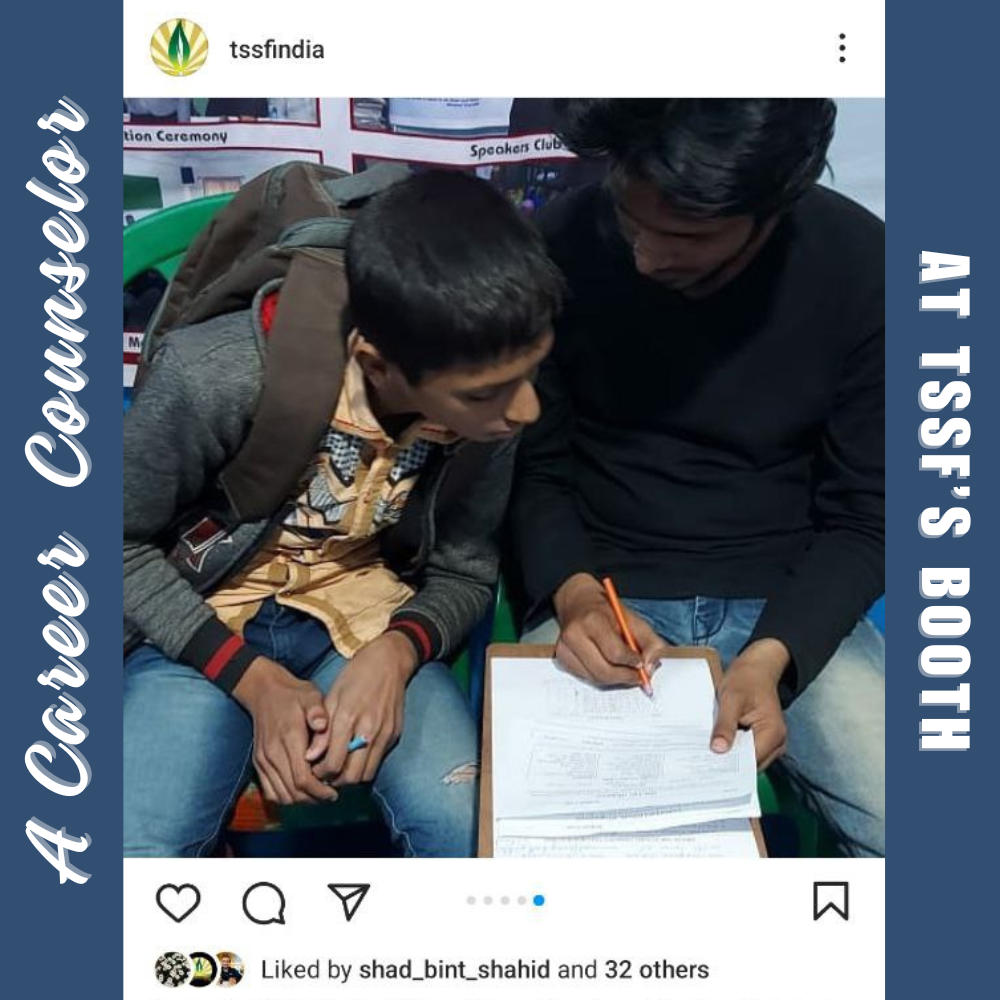 A Career Counselor
tssfindia
tion Ceremony
Speakers Club
M
AT TSSF'S BOOTH
Liked by shad_bint_shahid and 32 others